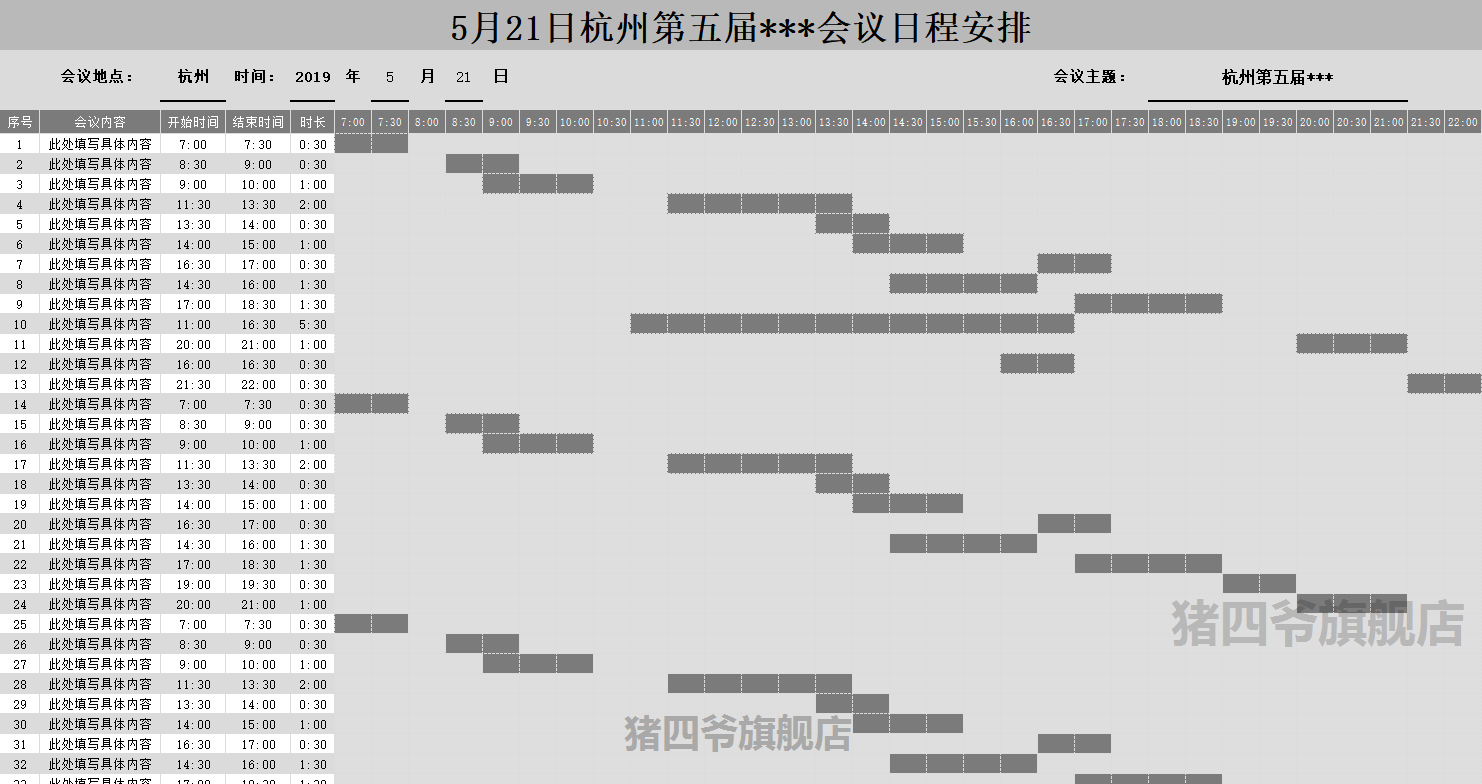 5月21日杭州第五届***会议日程安排
会议地点： 杭州 时间： 2019 年 5 月 21 日 会议主题： 杭州第五届***
序号 会议内容 开始时间 结束时间 时长 7:00 7:30 8:00 8:30 9:00 9:30 10:00 10:30 11:00 11:30 12:00 12:30 13:00 13:30 14:00 14:30 15:00 15:30 16:00 16:30 17:00 17:30 18:00 18:30 19:00 19:30 20:00 20:30 21:00 21:30 22:00
1 此处填写具体内容 7:00 7:30 0:30
2 此处填写具体内容 8:30 9:00 0:30
3 此处填写具体内容 9:00 10:00 1:00
4 此处填写具体内容 11:30 13:30 2:00
5 此处填写具体内容 13:30 14:00 0:30
6 此处填写具体内容 14:00 15:00 1:00
7 此处填写具体内容 16:30 17:00 0:30
8 此处填写具体内容 14:30 16:00 1:30
9 此处填写具体内容 17:00 18:30 1:30
10 此处填写具体内容 11:00 16:30 5:30
11 此处填写具体内容 20:00 21:00 1:00
12 此处填写具体内容 16:00 16:30 0:30
13 此处填写具体内容 21:30 22:00 0:30
14 此处填写具体内容 7:00 7:30 0:30
15 此处填写具体内容 8:30 9:00 0:30
16 此处填写具体内容 9:00 10:00 1:00
17 此处填写具体内容 11:30 13:30 2:00
18 此处填写具体内容 13:30 14:00 0:30
19 此处填写具体内容 14:00 15:00 1:00
20 此处填写具体内容 16:30 17:00 0:30
21 此处填写具体内容 14:30 16:00 1:30
22 此处填写具体内容 17:00 18:30 1:30
23 此处填写具体内容 19:00 19:30 0:30
24 此处填写具体内容 20:00 21:00 1:00
猪四爷旗舰店
25 此处填写具体内容 7:00 7:30 0:30
26 此处填写具体内容 8:30 9:00 0:30
27 此处填写具体内容 9:00 10:00 1:00
28 此处填写具体内容 11:30 13:30 2:00
29 此处填写具体内容 13:30 14:00 0:30
30 此处填写具体内容 14:00 15:00 1:00
猪四爷旗舰店
31 此处填写具体内容 16:30 17:00 0:30
32 此处填写具体内容 14:30 16:00 1:30